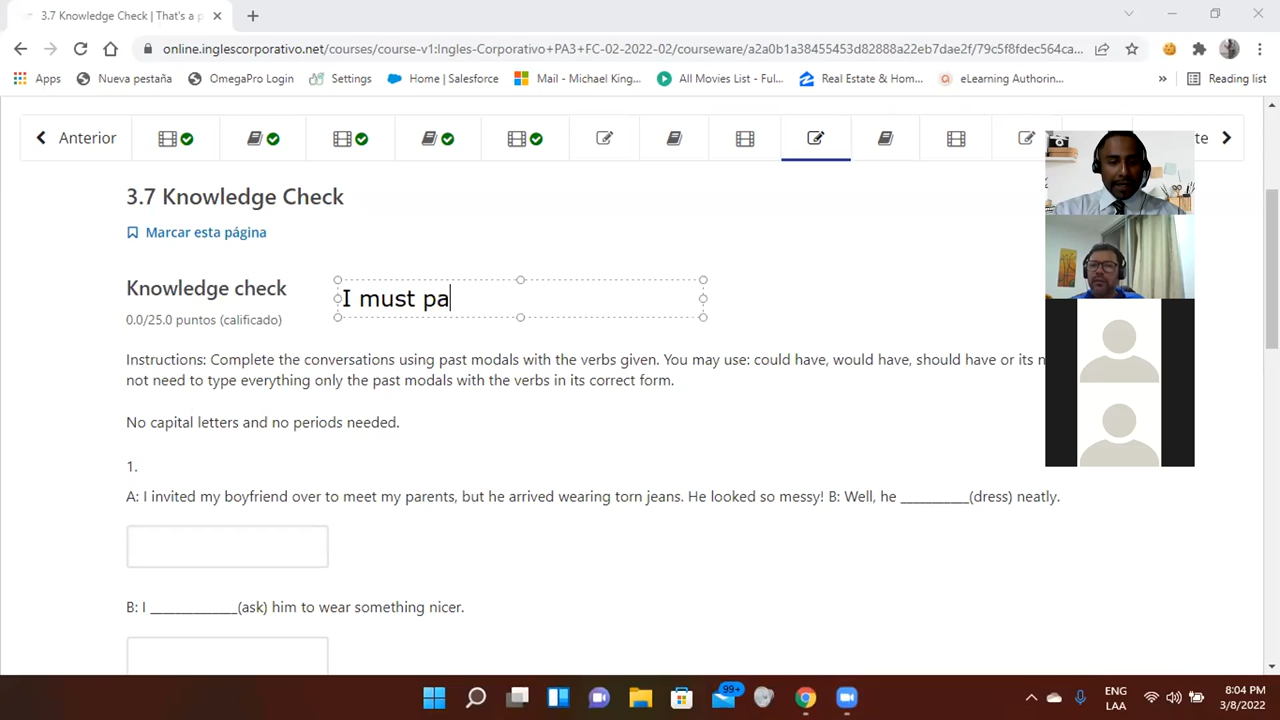 3.7 Knowledge Check | That's a p
online.inglescorporativo.net/courses/course-v1:Ingles-Corporativo+PA3+FC-02-2022-02/courseware/a2a0b1a38455453d82888a22eb7dae2f/79c5f8fdec564ca...
Apps Nueva pestaña OmegaPro Login Settings Home | Salesforce Mail - Michael King... All Movies List - Ful... Real Estate & Hom... eLearning Authorin... » Reading list
Anterior te
3.7 Knowledge Check
Marcar esta página
Knowledge check
I must pa
0.0/25.0 puntos (calificado)
Instructions: Complete the conversations using past modals with the verbs given. You may use: could have, would have, should have or its n
not need to type everything only the past modals with the verbs in its correct form.
No capital letters and no periods needed.
1.
A: I invited my boyfriend over to meet my parents, but he arrived wearing torn jeans. He looked so messy! B: Well, he __________(dress) neatly.
B: I _____________(ask) him to wear something nicer.
99+
ENG
LAA
8:04 PM
3/8/2022